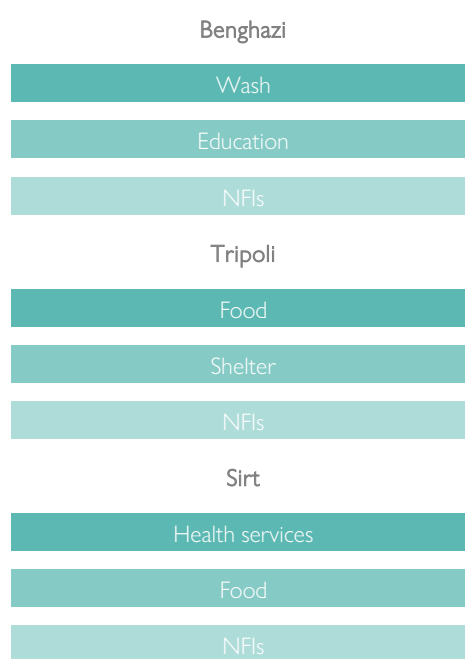 Benghazi
Wash
Education
NFIs
Tripoli
Food
Shelter
NFIs
Sirt
Health services
Food
NFIs